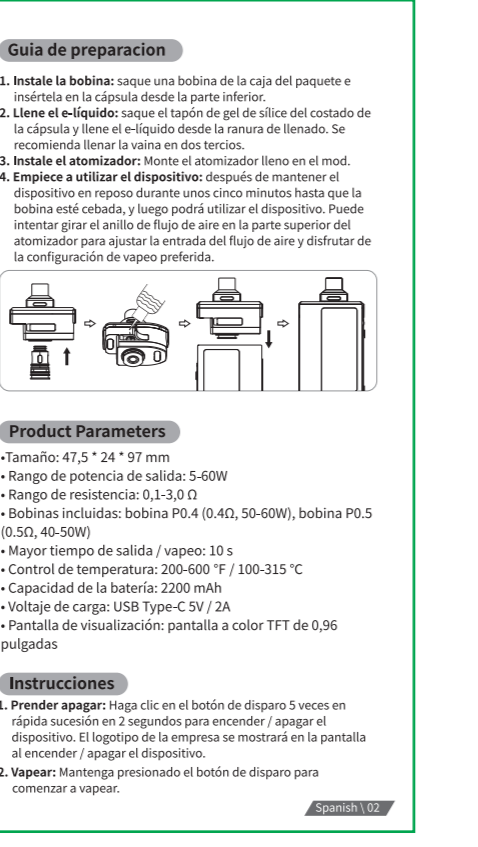 Guia de preparacion
1. Instale la bobina: saque una bobina de la caja del paquete e
insértela en la cápsula desde la parte inferior.
2. Llene el e-líquido: saque el tapón de gel de sílice del costado de
la cápsula y llene el e-líquido desde la ranura de llenado. Se
recomienda llenar la vaina en dos tercios.
3. Instale el atomizador: Monte el atomizador lleno en el mod.
4. Empiece a utilizar el dispositivo: después de mantener el
dispositivo en reposo durante unos cinco minutos hasta que la
bobina esté cebada, y luego podrá utilizar el dispositivo. Puede
intentar girar el anillo de flujo de aire en la parte superior del
atomizador para ajustar la entrada del flujo de aire y disfrutar de
la configuración de vapeo preferida.
Product Parameters
•Tamaño: 47,5 * 24 * 97 mm
• Rango de potencia de salida: 5-60W
• Rango de resistencia: 0,1-3,0 Ω
• Bobinas incluidas: bobina P0.4 (0.4Ω, 50-60W), bobina P0.5
(0.5Ω, 40-50W)
• Mayor tiempo de salida / vapeo: 10 s
• Control de temperatura: 200-600 °F / 100-315 °C
• Capacidad de la batería: 2200 mAh
• Voltaje de carga: USB Type-C 5V / 2A
• Pantalla de visualización: pantalla a color TFT de 0,96
pulgadas
Instrucciones
1. Prender apagar: Haga clic en el botón de disparo 5 veces en
rápida sucesión en 2 segundos para encender / apagar el
dispositivo. El logotipo de la empresa se mostrará en la pantalla
al encender / apagar el dispositivo.
2. Vapear: Mantenga presionado el botón de disparo para
comenzar a vapear.
Spanish \ 02